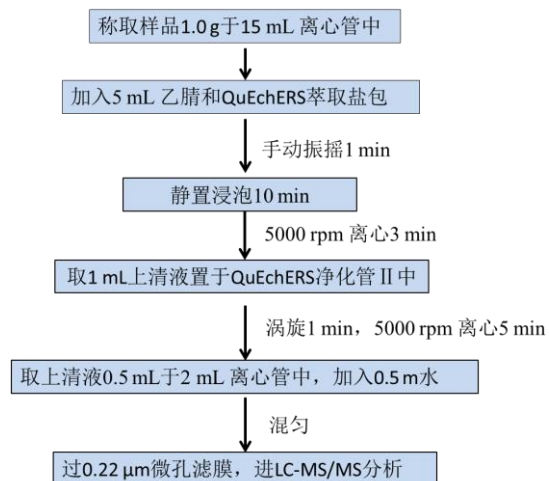 称取样品1.0 g于15 mL 离心管中
加入5 mL 乙腈和QuEchERS萃取盐包
手动振摇1 min
静置浸泡10 min
5000 rpm 离心3 min
取1 mL上清液置于QuEchERS净化管Ⅱ中
涡旋1 min，5000 rpm 离心5 min
取上清液0.5 mL于2 mL 离心管中，加入0.5 m水
混匀
过0.22 μm微孔滤膜，进LC-MS/MS分析